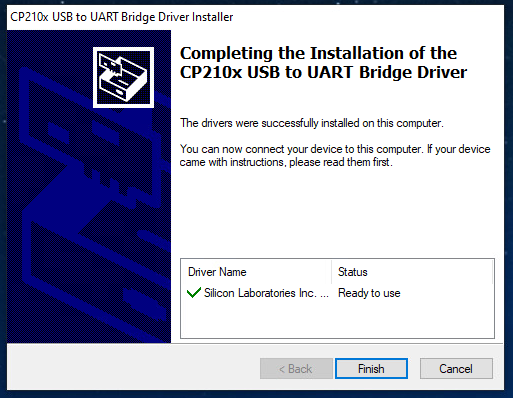 CP210x USB to UART Bridge Driver Installer
Completing the Installation of the
CP210x USB to UART Bridge Driver
The drivers were successfully installed on this computer.
You can now connect your device to this computer. If your device
came with instructions, please read them first.
Driver Name Status
Silicon Laboratories Inc. ... Ready to use
< Back Finish Cancel